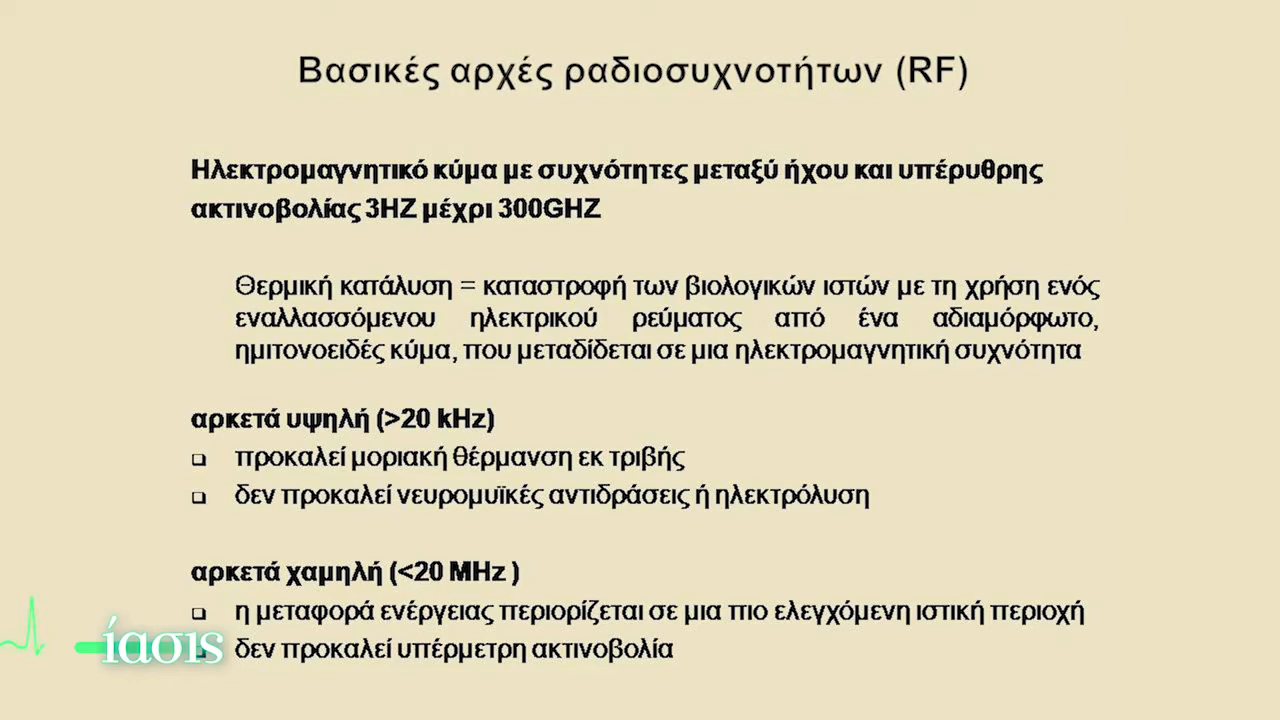 Βασικές αρχές ραδιοσυχνοτήτων (RF)
Ηλεκτρομαγνητικό κύμα με συχνότητες μεταξύ ήχου και υπέρυθρης
ακτινοβολίας 3HZ μέχρι 300GHZ
Θερμική κατάλυση = καταστροφή των βιολογικών ιστών με τη χρήση ενός
εναλλασσόμενου ηλεκτρικού ρεύματος από ένα αδιαμόρφωτο,
ημιτονοειδές κύμα, που μεταδίδεται σε μια ηλεκτρομαγνητική συχνότητα
αρκετά υψηλή (>20 kHz)
προκαλεί μοριακή θέρμανση εκ τριβής
δεν προκαλεί νευρομυϊκές αντιδράσεις ή ηλεκτρόλυση
αρκετά χαμηλή (<20 MHz )
η μεταφορά ενέργειας περιορίζεται σε μια πιο ελεγχόμενη ιστική περιοχή
δεν προκαλεί υπέρμετρη ακτινοβολία
ίασις